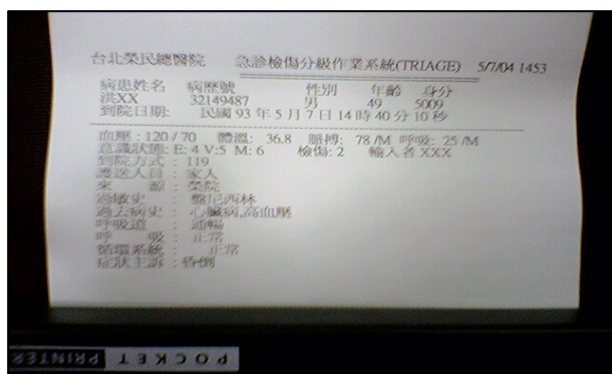 台北榮民總醫院 急診檢傷分級作業系統(TRIAGE) 5/7/04 1453
病患姓名 病歷號 性別 年齡 身分
洪XX 32149487 男 49 5009
到院日期: 民國 93 年 5 月 7 日 14 時 40 分 10 秒
血壓 : 120 / 70 體溫: 36.8 脈搏: 78 /M 呼吸: 25 /M
意識狀態: E: 4 V:5 M: 6 檢傷: 2 輸入者 XXX
到院方式 : 119
護送人員 : 家人
來 源 : 榮院
過敏史 : 盤尼西林
過去病史 : 心臟病,高血壓
呼吸道 : 通暢
呼 吸 : 正常
循環系統 : 正常
症狀主訴 : 昏倒
POCKET PRINTER